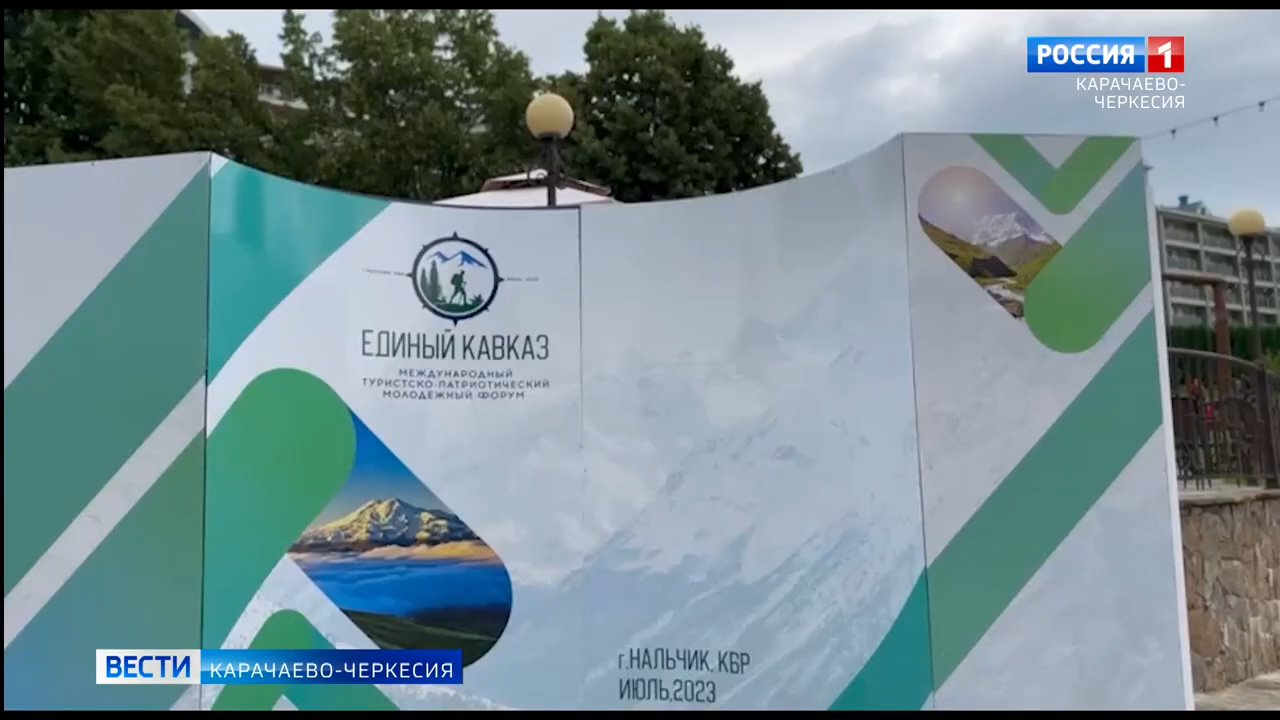 РОССИЯ 1
КАРАЧАЕВО-
ЧЕРКЕСИЯ
ЕДИНЫЙ КАВКАЗ
МЕЖДУНАРОДНЫЙ
ТУРИСТСКО-ПАТРИОТИЧЕСКИЙ
МОЛОДЕЖНЫЙ ФОРУМ
г.НАЛЬЧИК, КБР
ИЮЛЬ,2023
ВЕСТИ КАРАЧАЕВО-ЧЕРКЕСИЯ